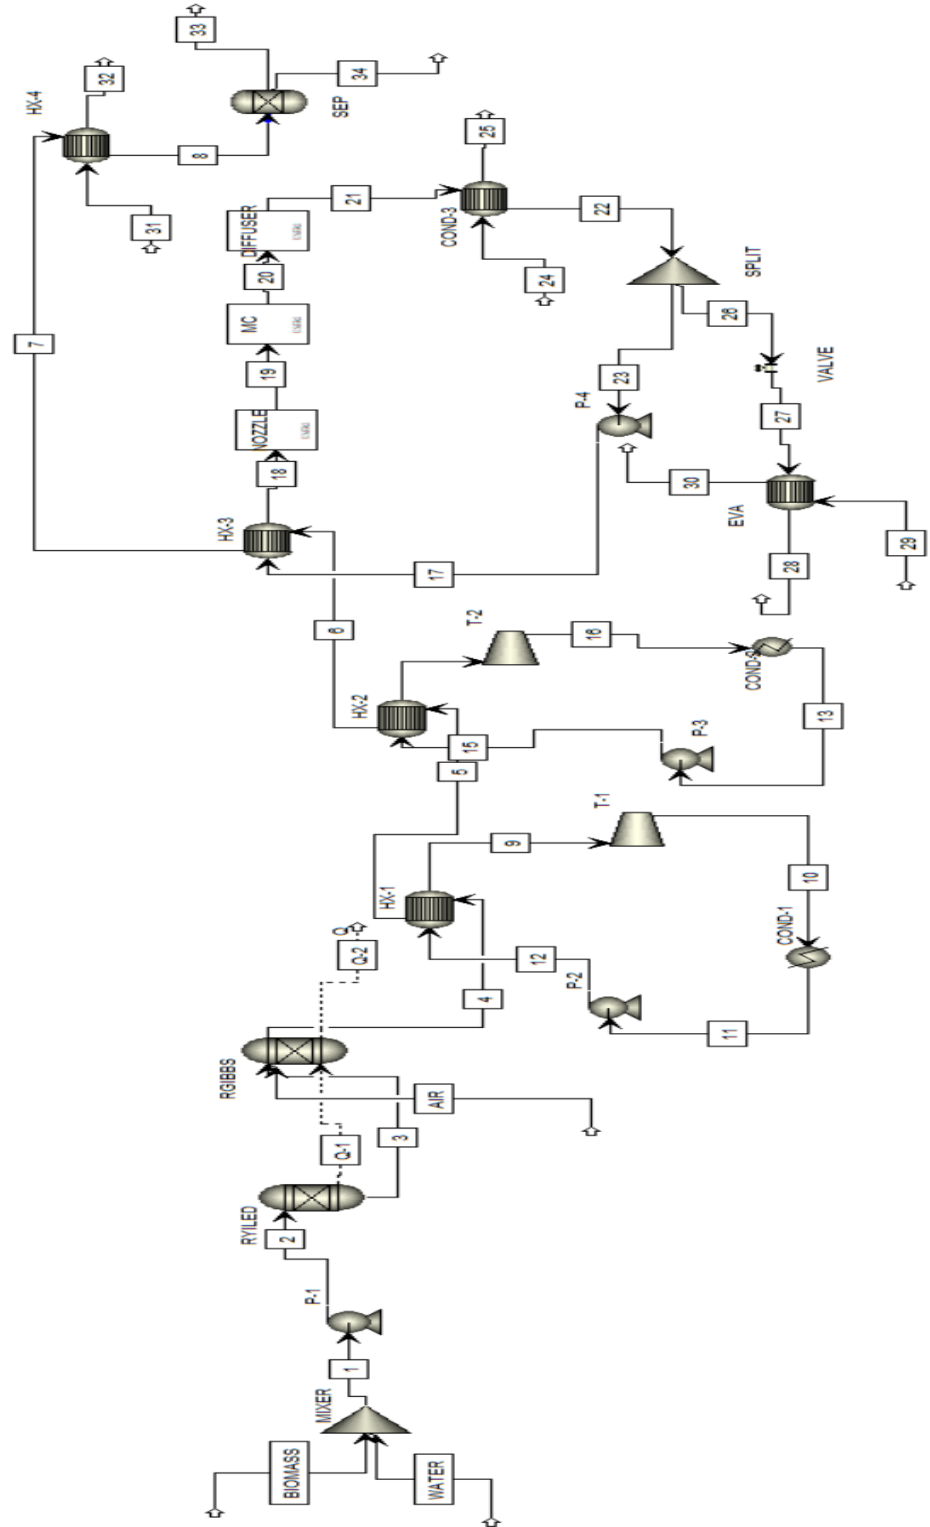 BIOMASS
WATER
MIXER
1
P-1
2
RYILED
Q-1
3
AIR
RGIBBS
Q-2
Q
4
HX-1
5
9
T-1
10
COND-1
11
P-2
12
HX-2
15
T-2
16
13
P-3
6
HX-3
17
18
NOZZLE
19
MC
20
DIFFUSER
21
COND-3
24
25
22
SPLIT
23
P-4
26
VALVE
27
EVA
28
29
30
7
HX-4
31
32
8
SEP
33
34